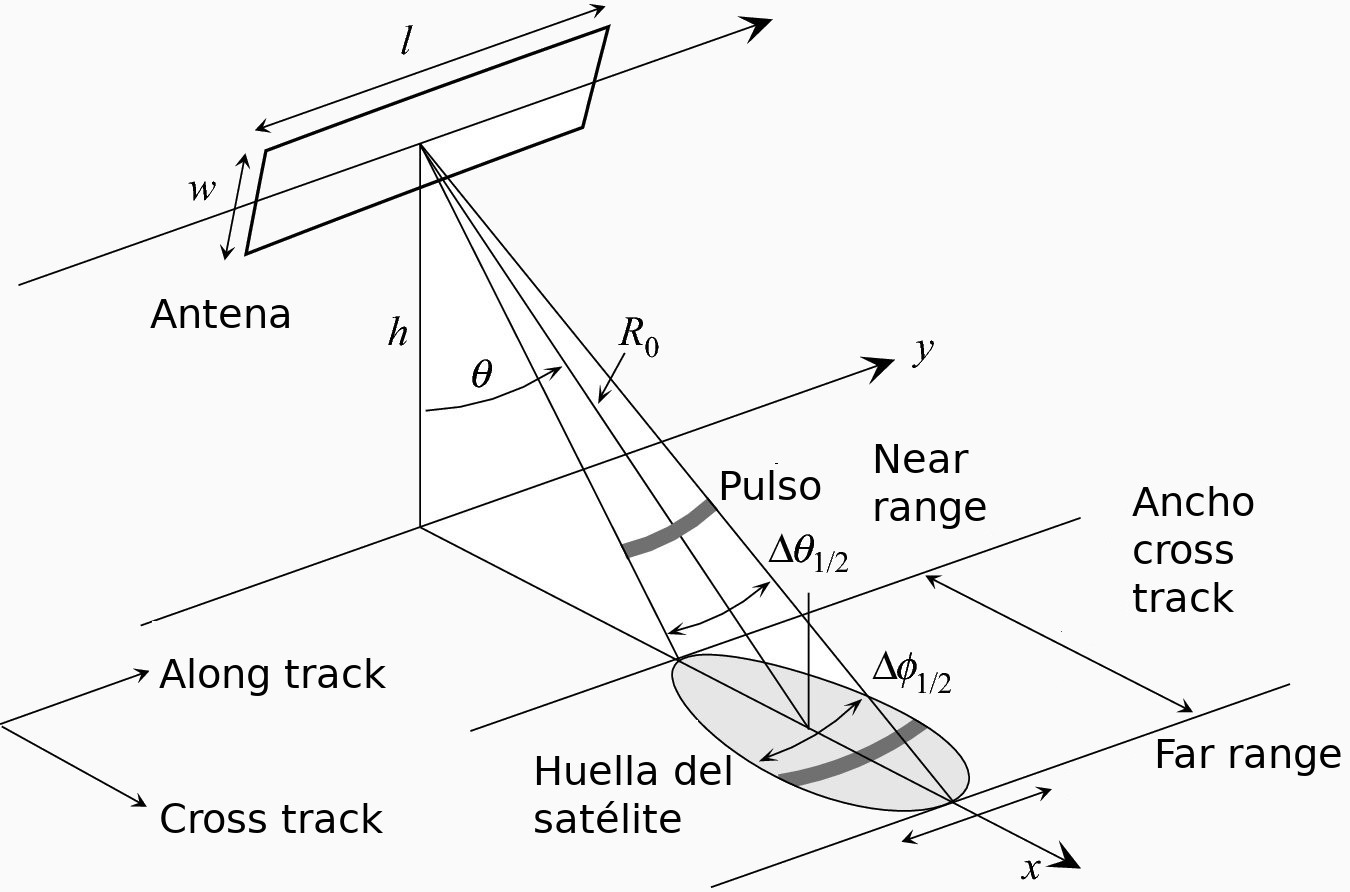 l
w
Antena
h
θ
R0
y
Pulso
Near
range
Ancho
cross
track
Δθ1/2
Δϕ1/2
Along track
Cross track
Huella del
satélite
Far range
x